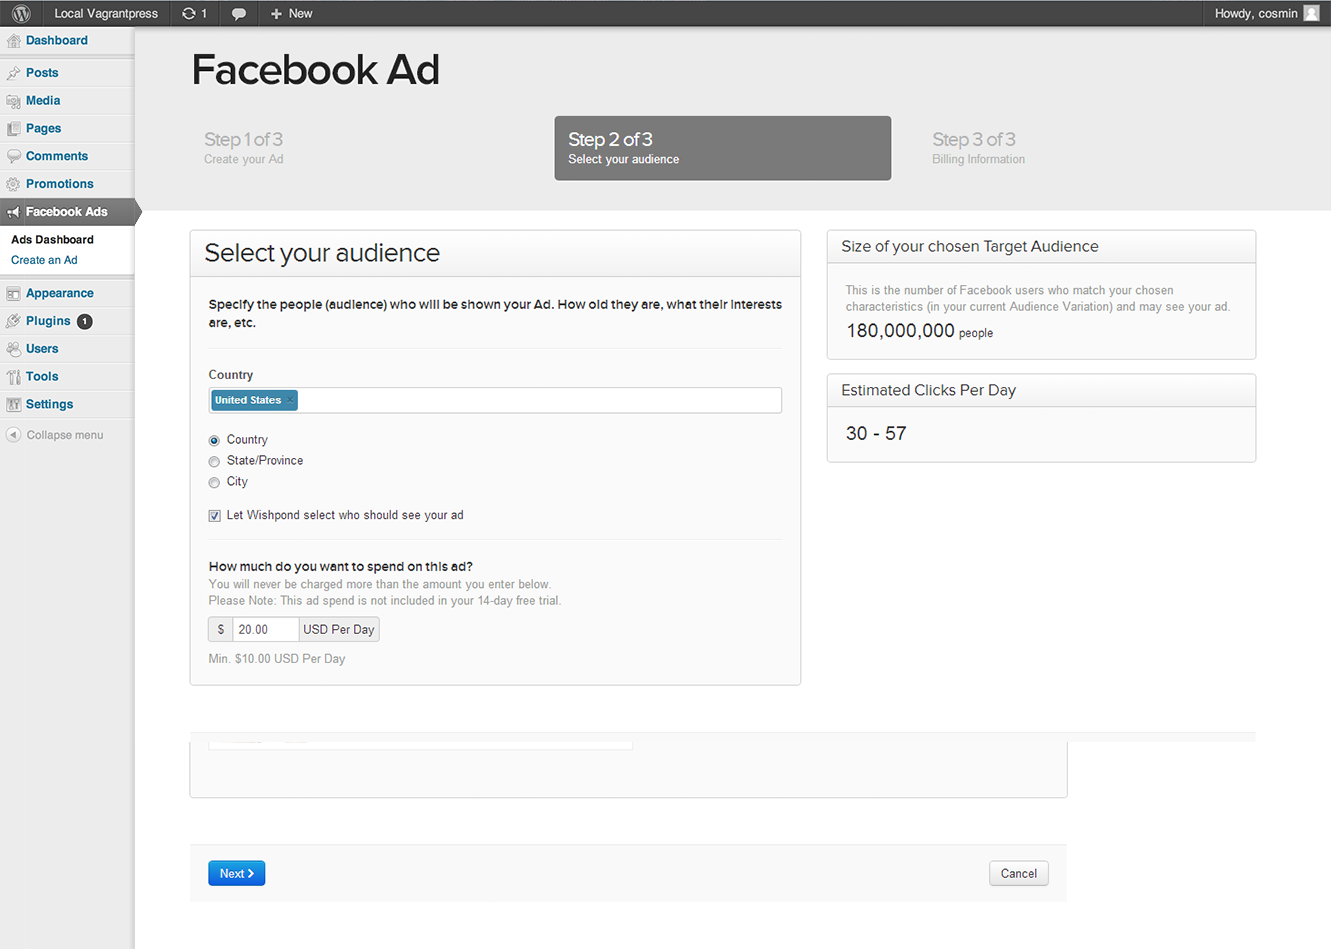 Local Vagrantpress 1 + New Howdy, cosmin
Dashboard
Posts
Media
Pages
Comments
Promotions
Facebook Ads
Ads Dashboard
Create an Ad
Appearance
Plugins 1
Users
Tools
Settings
Collapse menu
Facebook Ad
Step 1 of 3
Create your Ad
Step 2 of 3
Select your audience
Step 3 of 3
Billing Information
Select your audience
Specify the people (audience) who will be shown your Ad. How old they are, what their interests
are, etc.
Country
United States ×
Country
State/Province
City
Let Wishpond select who should see your ad
How much do you want to spend on this ad?
You will never be charged more than the amount you enter below.
Please Note: This ad spend is not included in your 14-day free trial.
$ 20.00 USD Per Day
Min. $10.00 USD Per Day
Size of your chosen Target Audience
This is the number of Facebook users who match your chosen
characteristics (in your current Audience Variation) and may see your ad.
180,000,000 people
Estimated Clicks Per Day
30 - 57
Next
Cancel